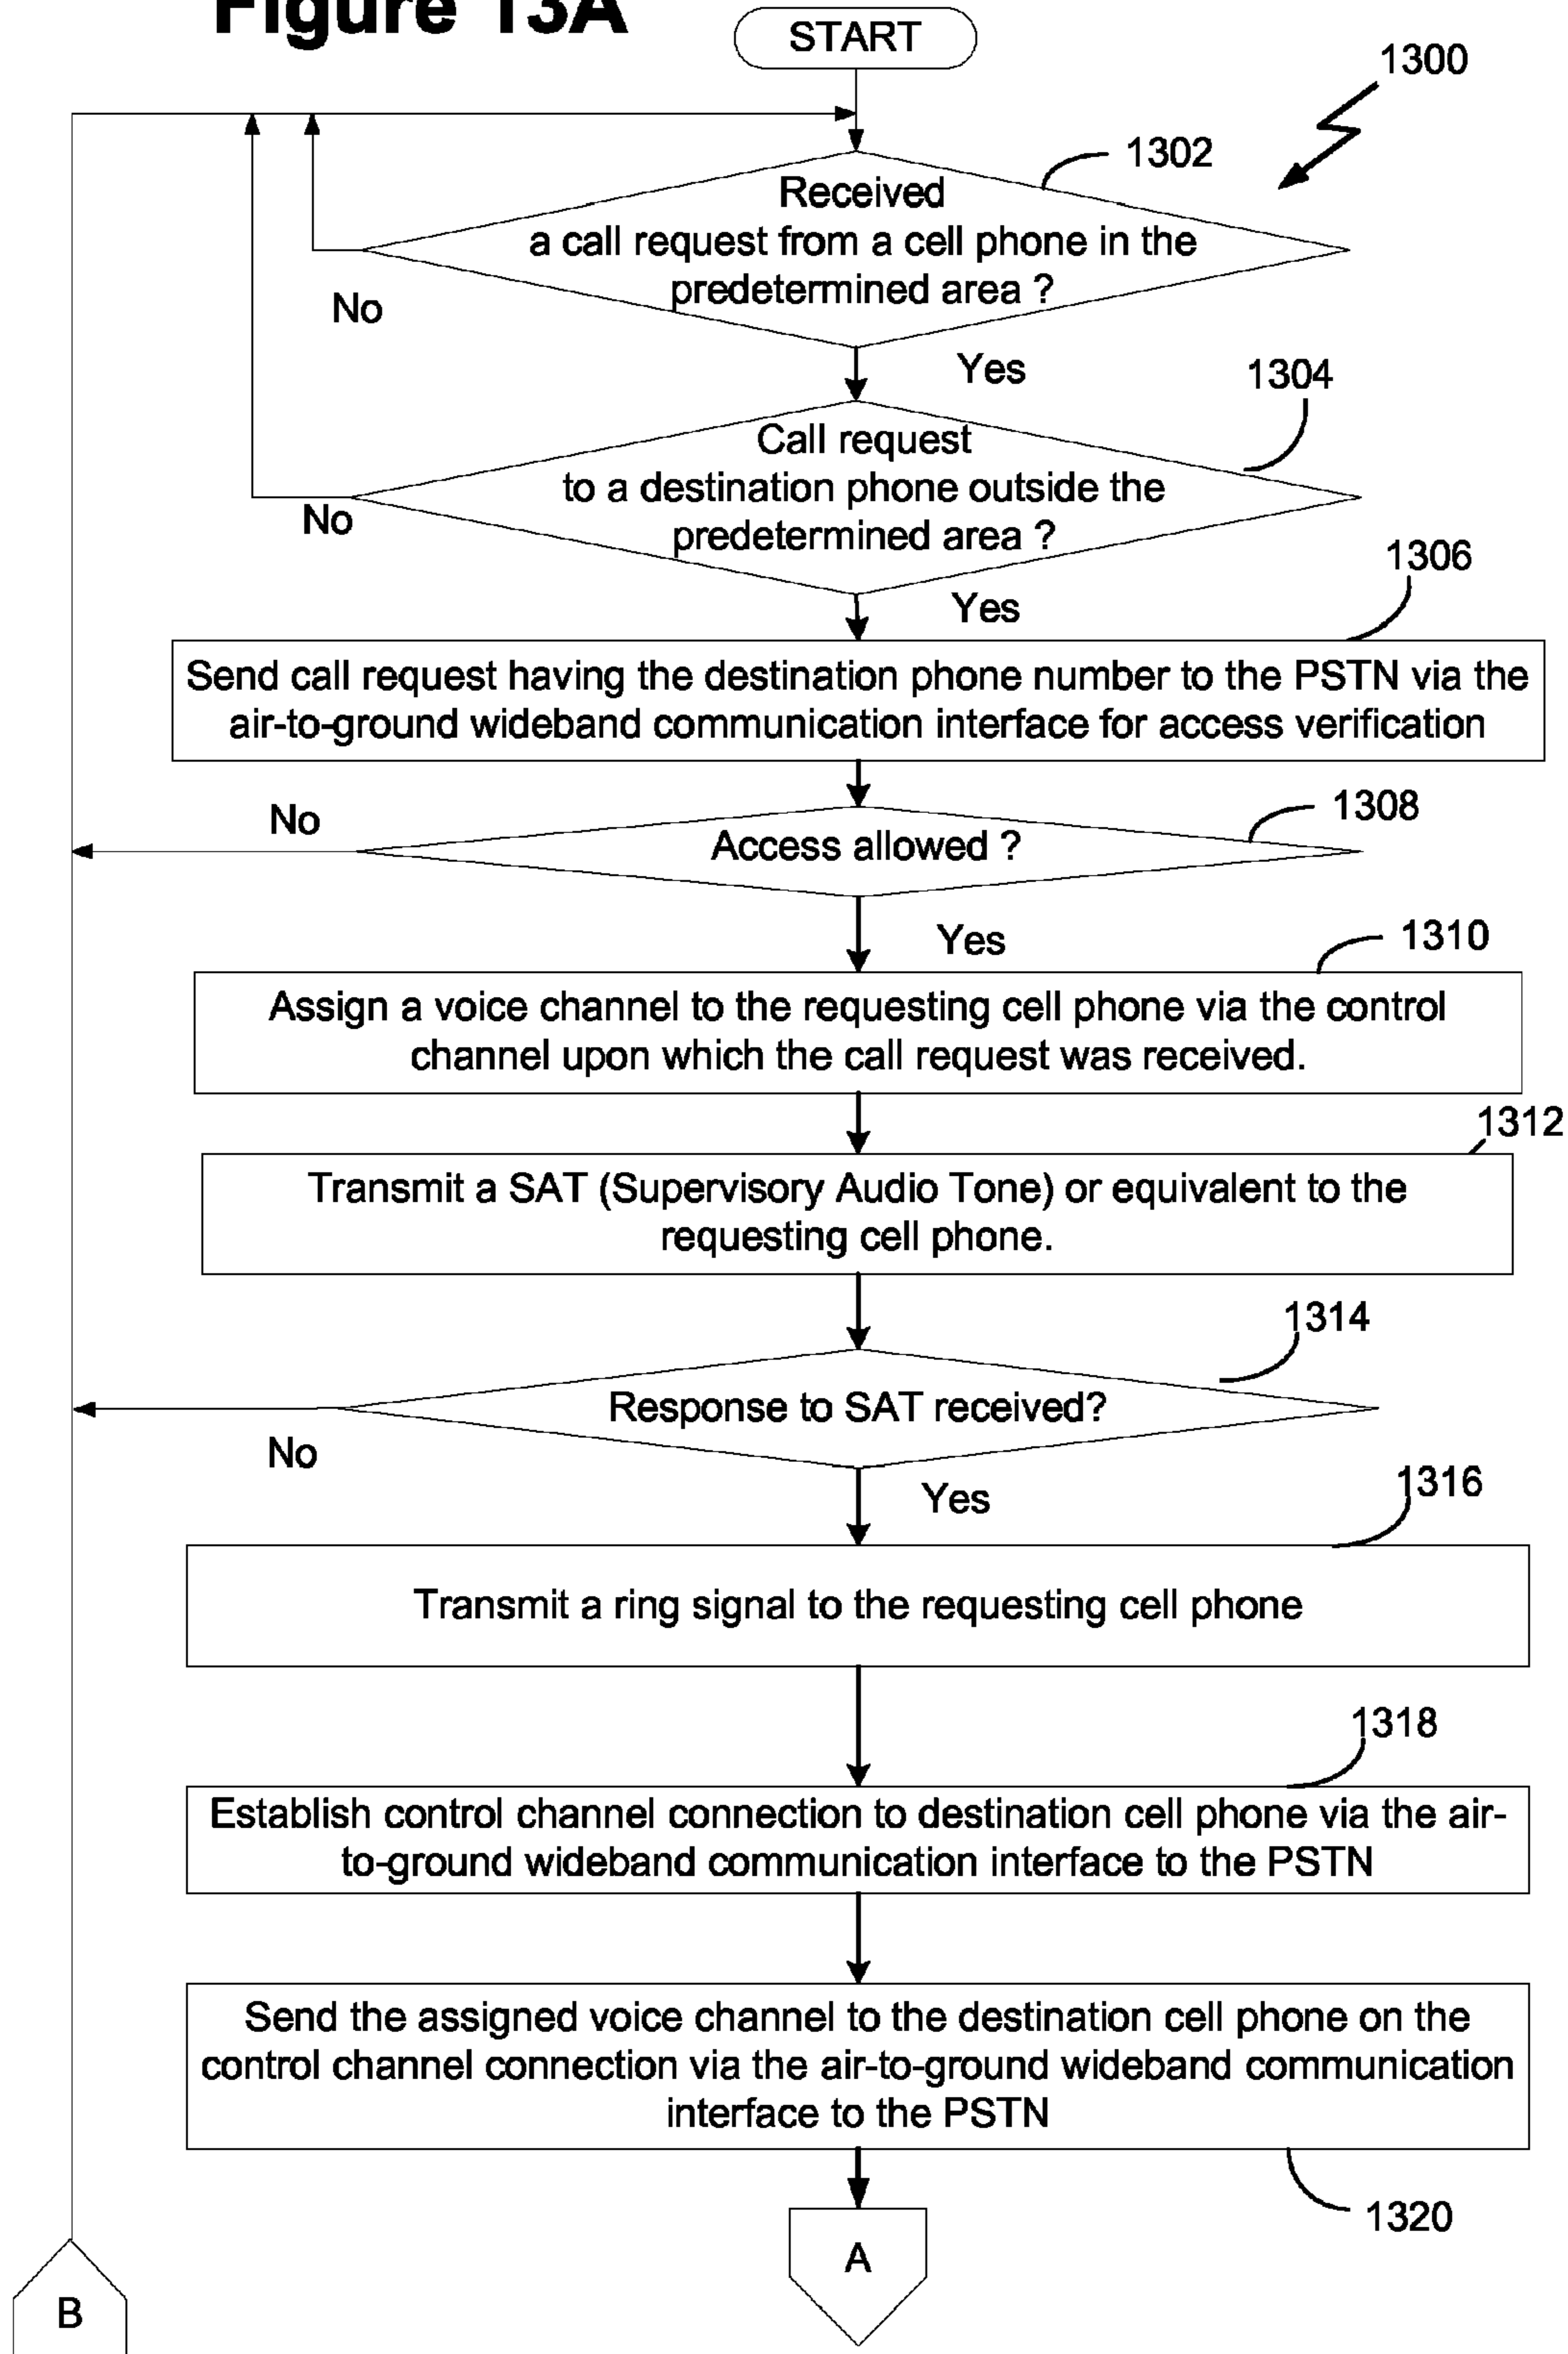 Figure 13A
START
1300
1302
Received
a call request from a cell phone in the
predetermined area ?
No
Yes
1304
Call request
to a destination phone outside the
predetermined area ?
No
1306
Yes
Send call request having the destination phone number to the PSTN via the
air-to-ground wideband communication interface for access verification
No
1308
Access allowed ?
Yes
1310
Assign a voice channel to the requesting cell phone via the control
channel upon which the call request was received.
1312
Transmit a SAT (Supervisory Audio Tone) or equivalent to the
requesting cell phone.
1314
Response to SAT received?
No
1316
Yes
Transmit a ring signal to the requesting cell phone
1318
Establish control channel connection to destination cell phone via the air-
to-ground wideband communication interface to the PSTN
Send the assigned voice channel to the destination cell phone on the
control channel connection via the air-to-ground wideband communication
interface to the PSTN
1320
A
B